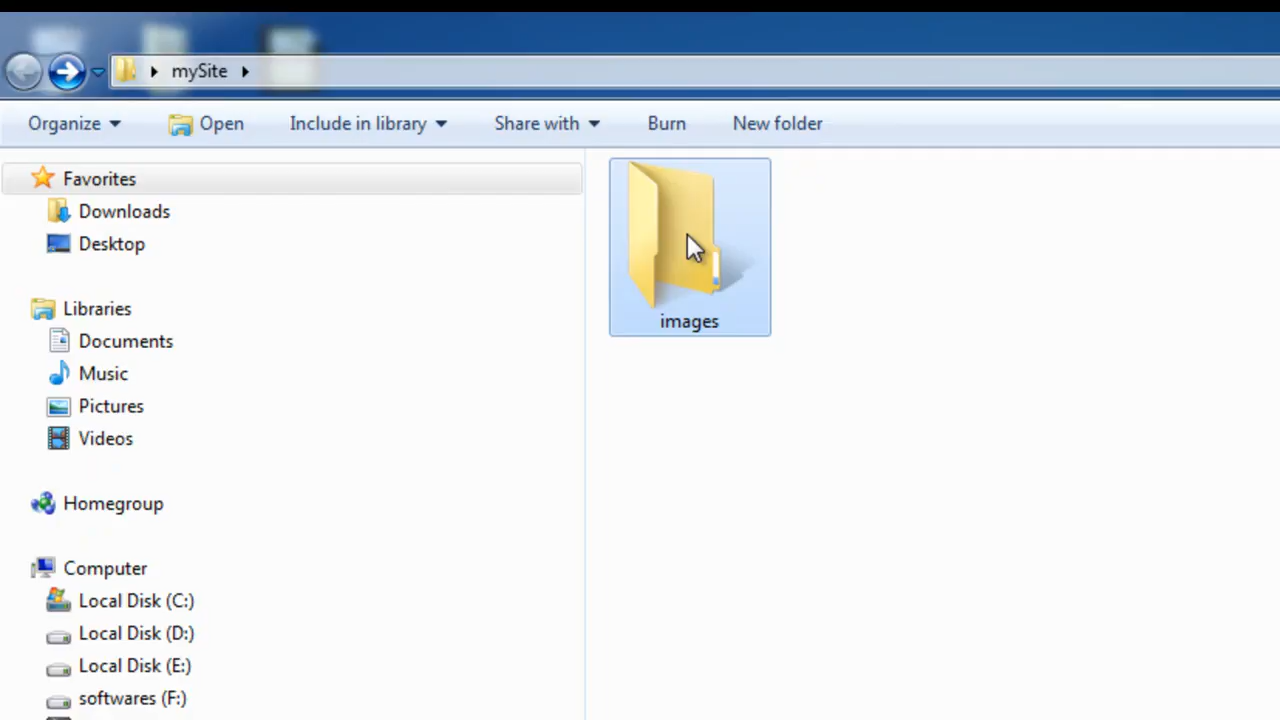 mySite
Organize Open Include in library Share with Burn New folder
Favorites
Downloads
Desktop
Libraries
Documents
Music
Pictures
Videos
Homegroup
Computer
Local Disk (C:)
Local Disk (D:)
Local Disk (E:)
softwares (F:)
images